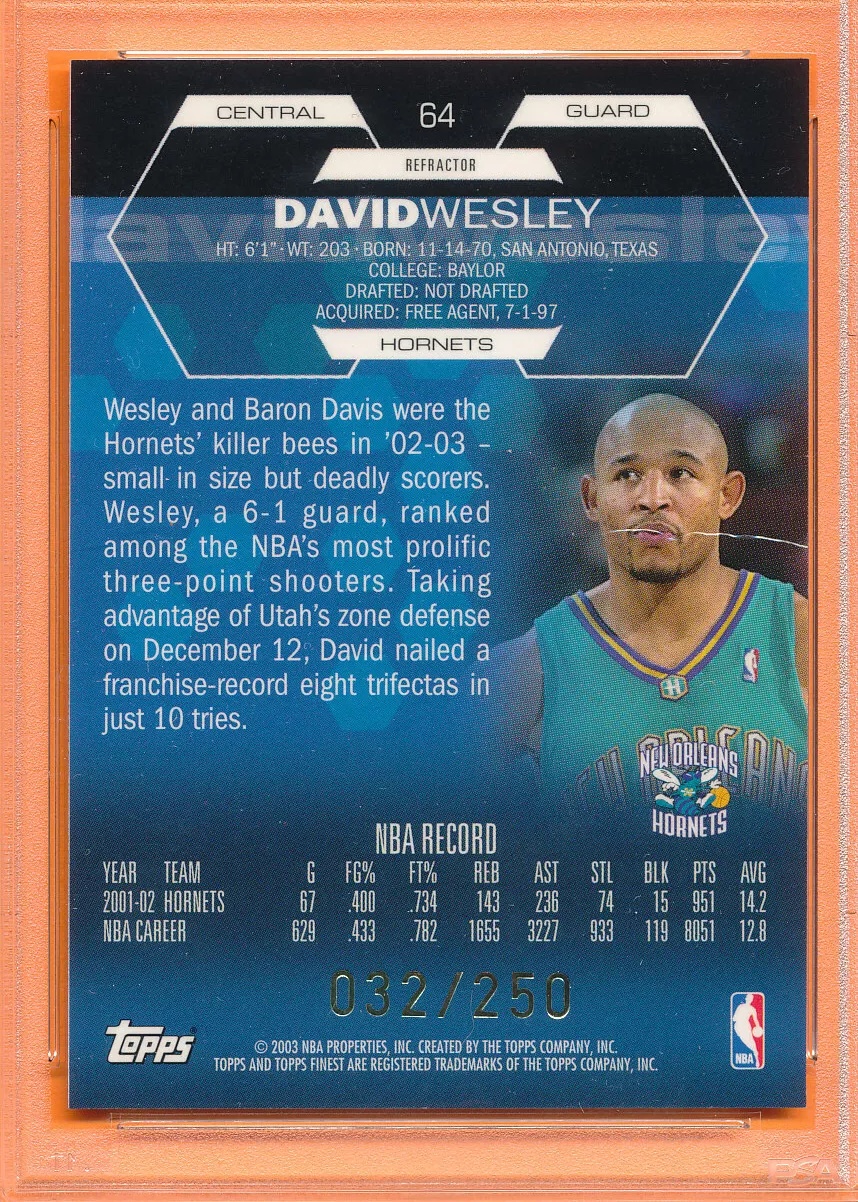 CENTRAL
64
GUARD
REFRACTOR
DAVIDWESLEY
HT: 6'1" · WT: 203 · BORN: 11-14-70, SAN ANTONIO, TEXAS
COLLEGE: BAYLOR
DRAFTED: NOT DRAFTED
ACQUIRED: FREE AGENT, 7-1-97
HORNETS
Wesley and Baron Davis were the
Hornets' killer bees in '02-03 –
small in size but deadly scorers.
Wesley, a 6-1 guard, ranked
among the NBA's most prolific
three-point shooters. Taking
advantage of Utah's zone defense
on December 12, David nailed a
franchise-record eight trifectas in
just 10 tries.
NEW ORLEANS
HORNETS
NBA RECORD
YEAR TEAM G FG% FT% REB AST STL BLK PTS AVG
2001-02 HORNETS 67 .400 .734 143 236 74 15 951 14.2
NBA CAREER 629 .433 .782 1655 3227 933 119 8051 12.8
032/250
Topps®
© 2003 NBA PROPERTIES, INC. CREATED BY THE TOPPS COMPANY, INC.
TOPPS AND TOPPS FINEST ARE REGISTERED TRADEMARKS OF THE TOPPS COMPANY, INC.
NBA
PSA